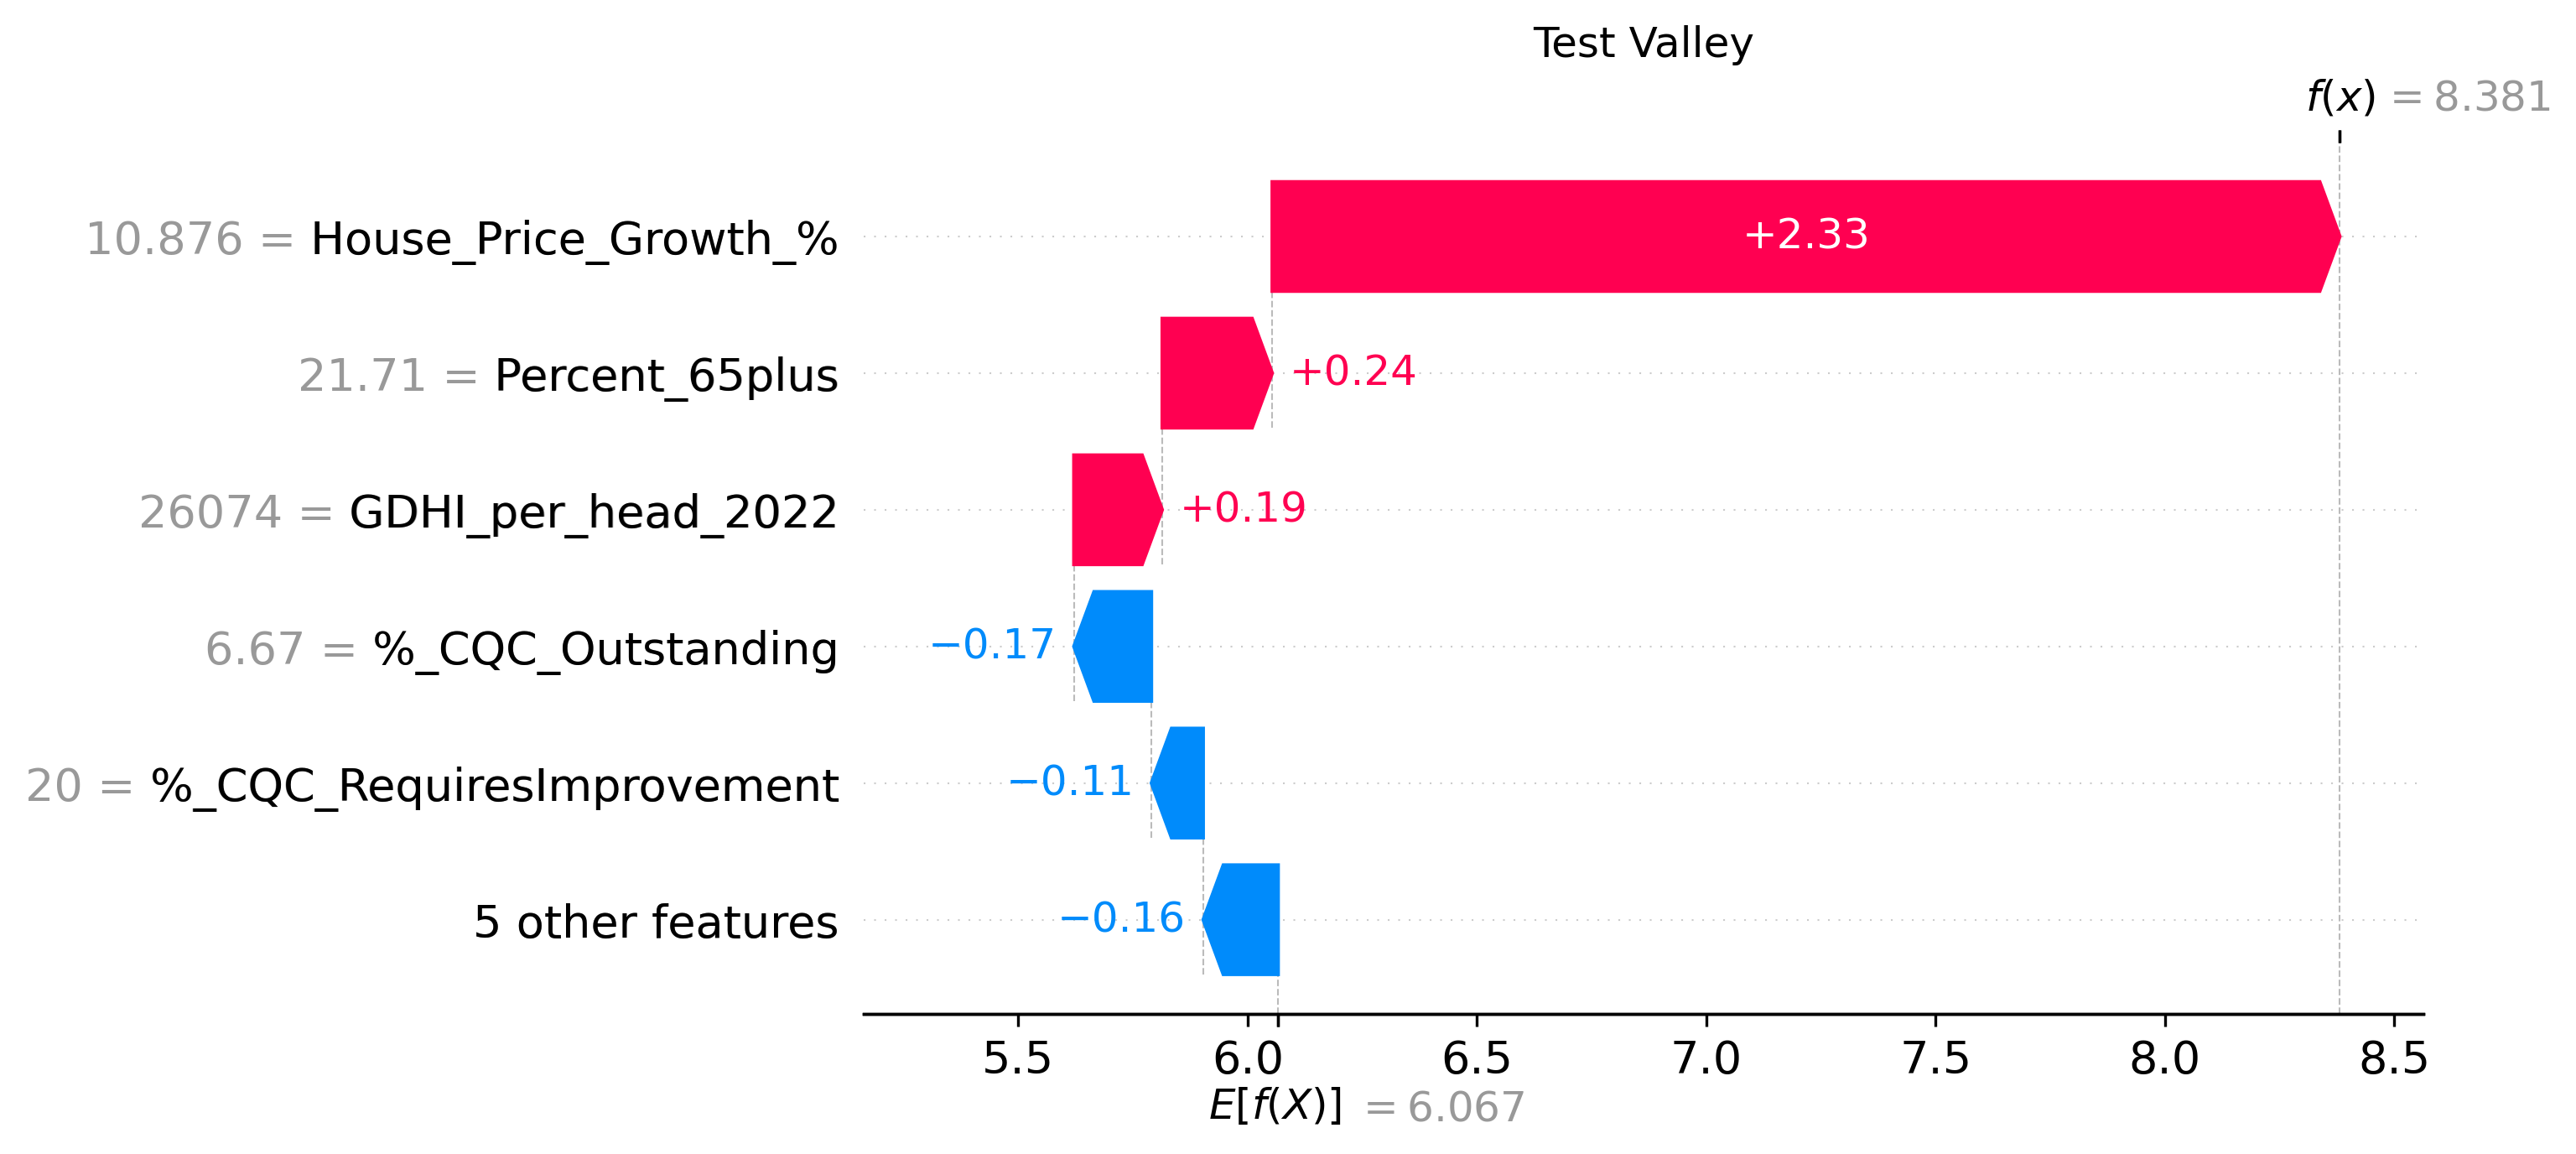 Test Valley
f(x) = 8.381
10.876 = House_Price_Growth_%
+2.33
21.71 = Percent_65plus
+0.24
26074 = GDHI_per_head_2022
+0.19
6.67 = %_CQC_Outstanding
−0.17
20 = %_CQC_RequiresImprovement
−0.11
5 other features
−0.16
5.5 6.0 6.5 7.0 7.5 8.0 8.5
E[f(X)] = 6.067